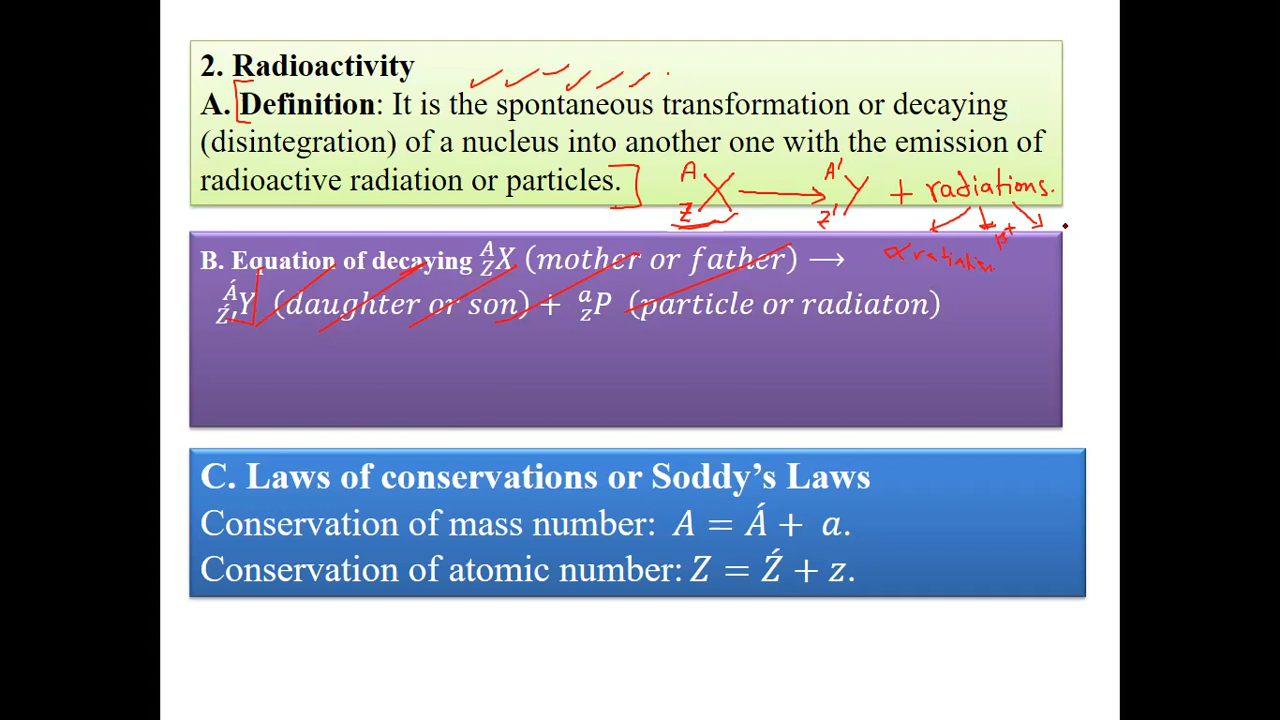 2. Radioactivity
A. Definition: It is the spontaneous transformation or decaying
(disintegration) of a nucleus into another one with the emission of
radioactive radiation or particles.
A Z X → A' Z' Y + radiations.
α β+
B. Equation of decaying A Z X (mother or father) ⟶
Á Ź' Y (daughter or son) + a z P (particle or radiaton)
C. Laws of conservations or Soddy's Laws
Conservation of mass number: A = Á + a.
Conservation of atomic number: Z = Ź + z.